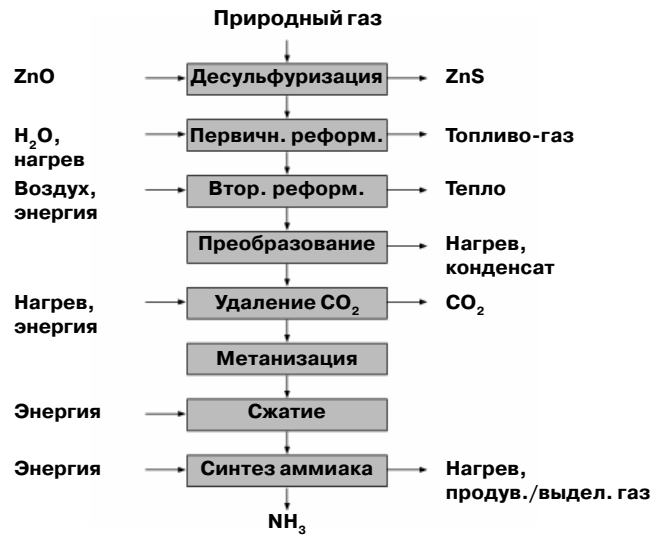 Природный газ
ZnO
Десульфуризация
ZnS
H₂O,
нагрев
Первичн. реформ.
Топливо-газ
Воздух,
энергия
Втор. реформ.
Тепло
Преобразование
Нагрев,
конденсат
Нагрев,
энергия
Удаление CO₂
CO₂
Метанизация
Энергия
Сжатие
Энергия
Синтез аммиака
Нагрев,
продув./выдел. газ
NH₃